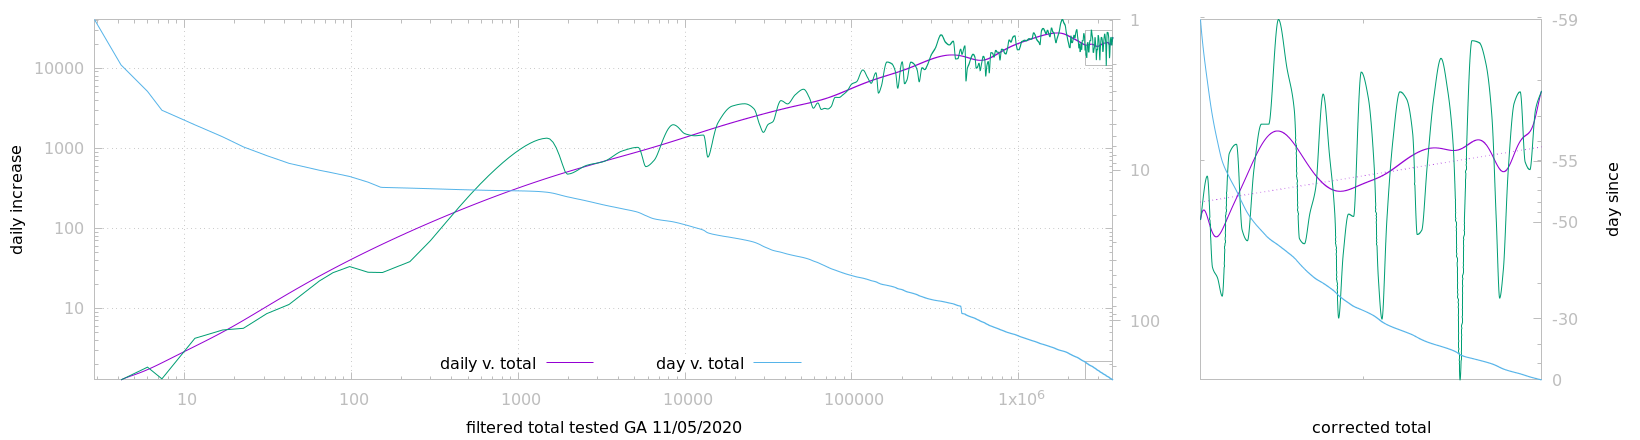 daily increase
10000
1000
100
10
10
100
1000
10000
100000
1x10^6
1
10
100
daily v. total
day v. total
filtered total tested GA 11/05/2020
-59
-55
-50
-30
0
day since
corrected total